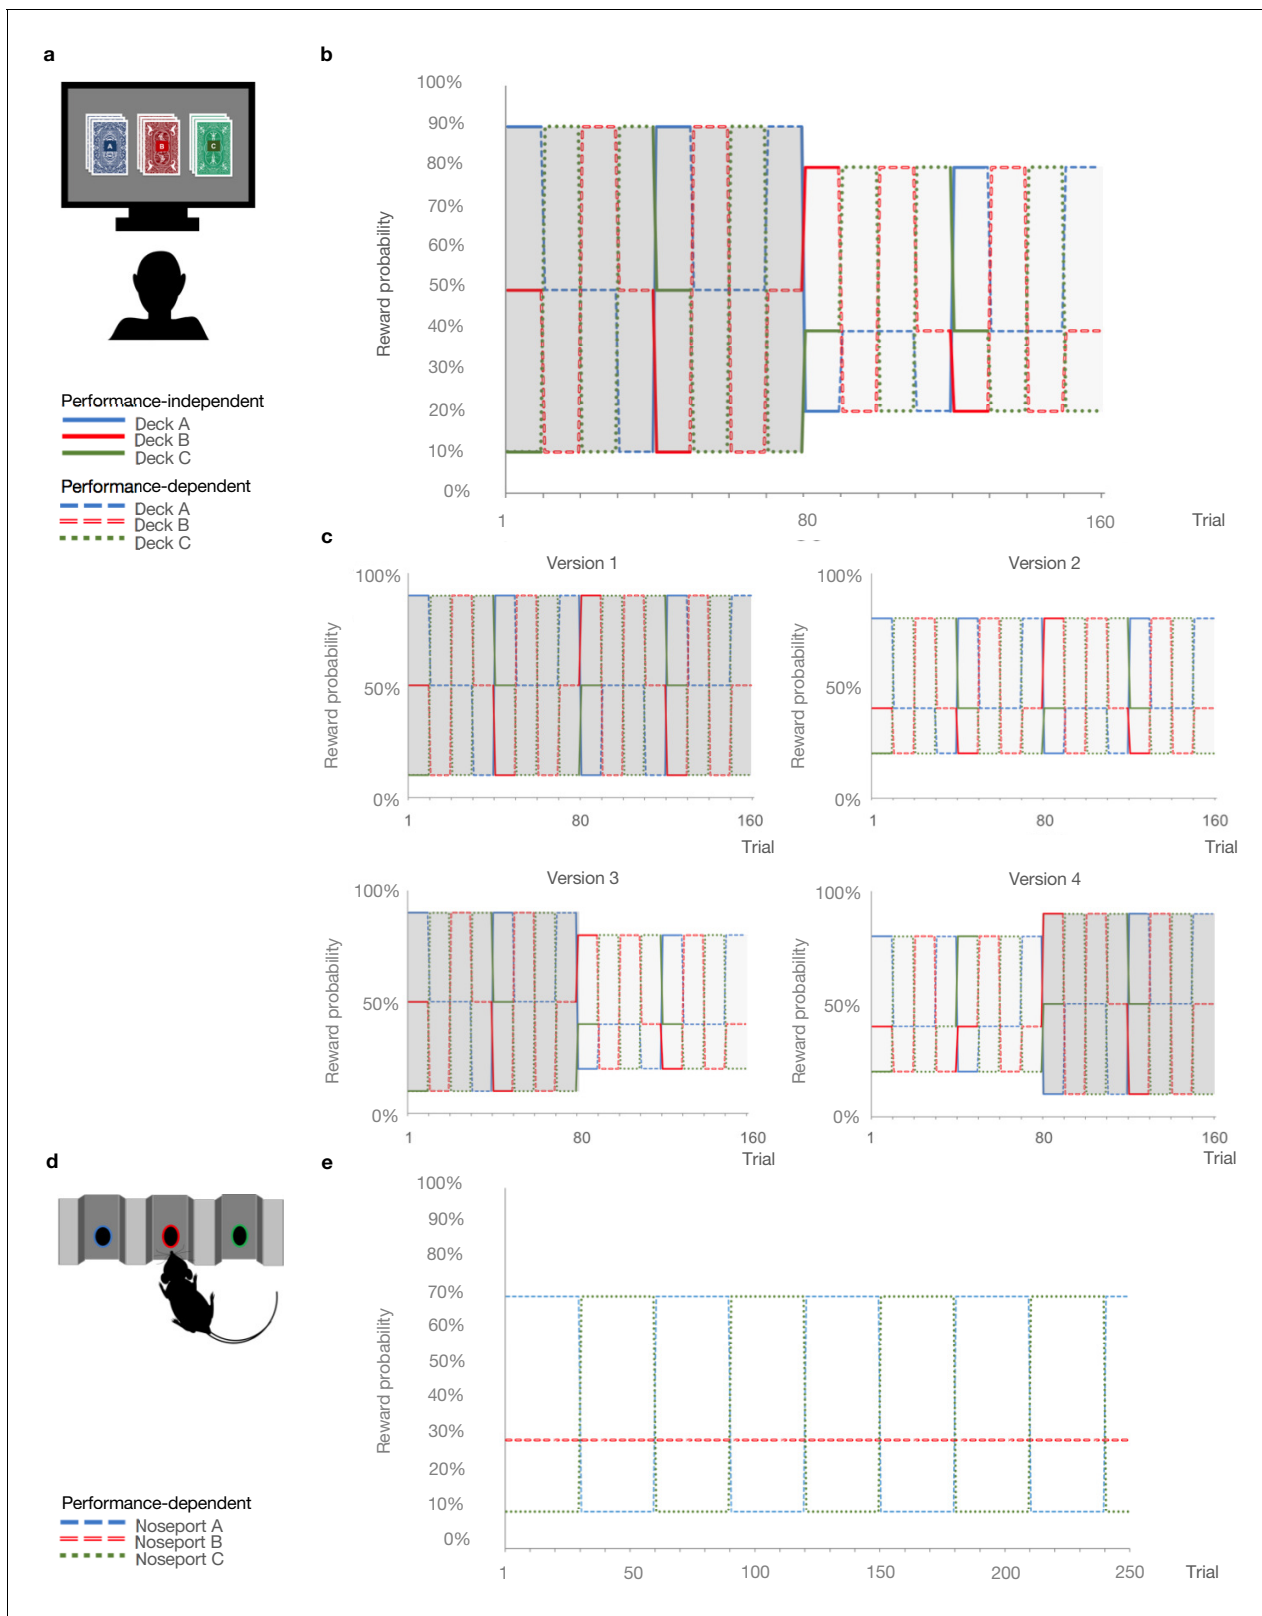 a
A
B
C
Performance-independent
Deck A
Deck B
Deck C
Performance-dependent
Deck A
Deck B
Deck C
b
Reward probability
100%
90%
80%
70%
60%
50%
40%
30%
20%
10%
0%
1
80
160
Trial
c
Version 1
Reward probability
100%
50%
0%
1
80
160
Trial
Version 2
Reward probability
100%
50%
0%
1
80
160
Trial
Version 3
Reward probability
100%
50%
0%
1
80
160
Trial
Version 4
Reward probability
100%
50%
0%
1
80
160
Trial
d
Performance-dependent
Noseport A
Noseport B
Noseport C
e
Reward probability
100%
90%
80%
70%
60%
50%
40%
30%
20%
10%
0%
1
50
100
150
200
250
Trial